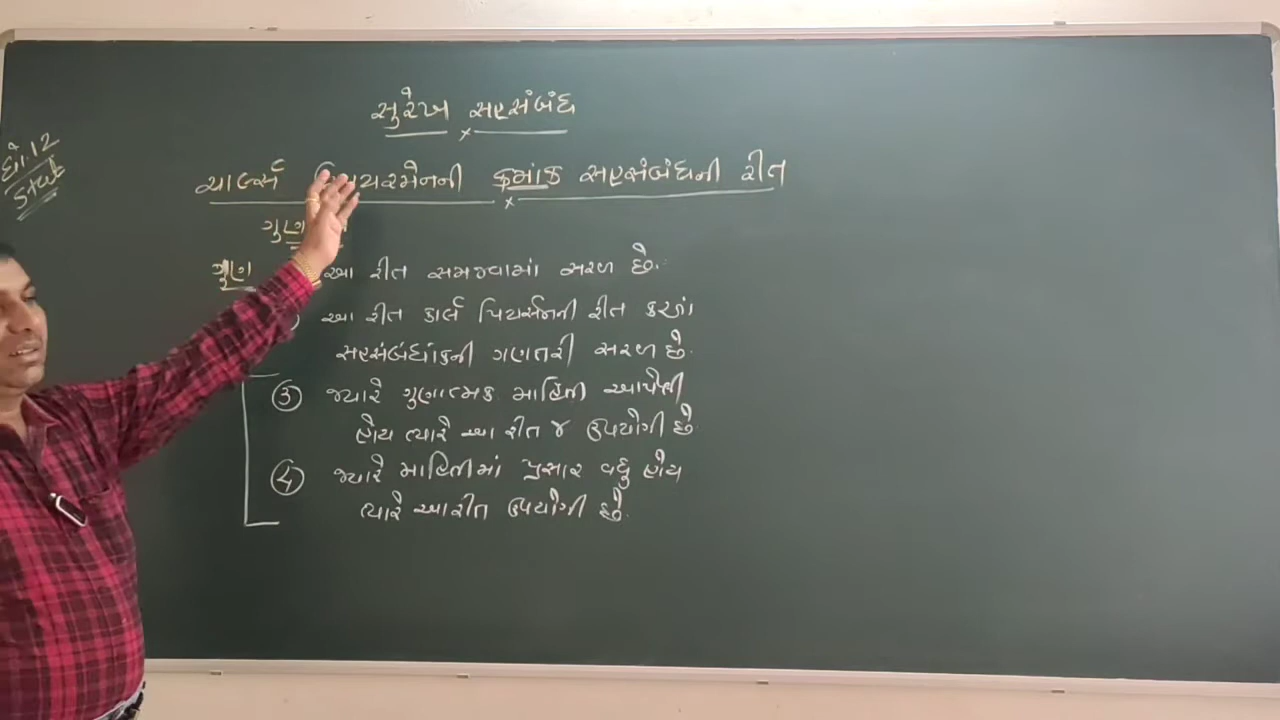 ધો.12
Stat
સુરેખ સહસંબંધ
ચાર્લ્સ સ્પિયરમેનની ક્રમાંક સહસંબંધની રીત
ગુણ
ગુણ આ રીત સમજવામાં સરળ છે.
આ રીત કાર્લ પિયર્સનની રીત કરતાં
સહસંબંધાંકની ગણતરી સરળ છે.
③ જ્યારે ગુણાત્મક માહિતી આપેલી
હોય ત્યારે આ રીત જ ઉપયોગી છે.
④ જ્યારે માહિતીમાં પ્રસાર વધુ હોય
ત્યારે આ રીત ઉપયોગી છે.